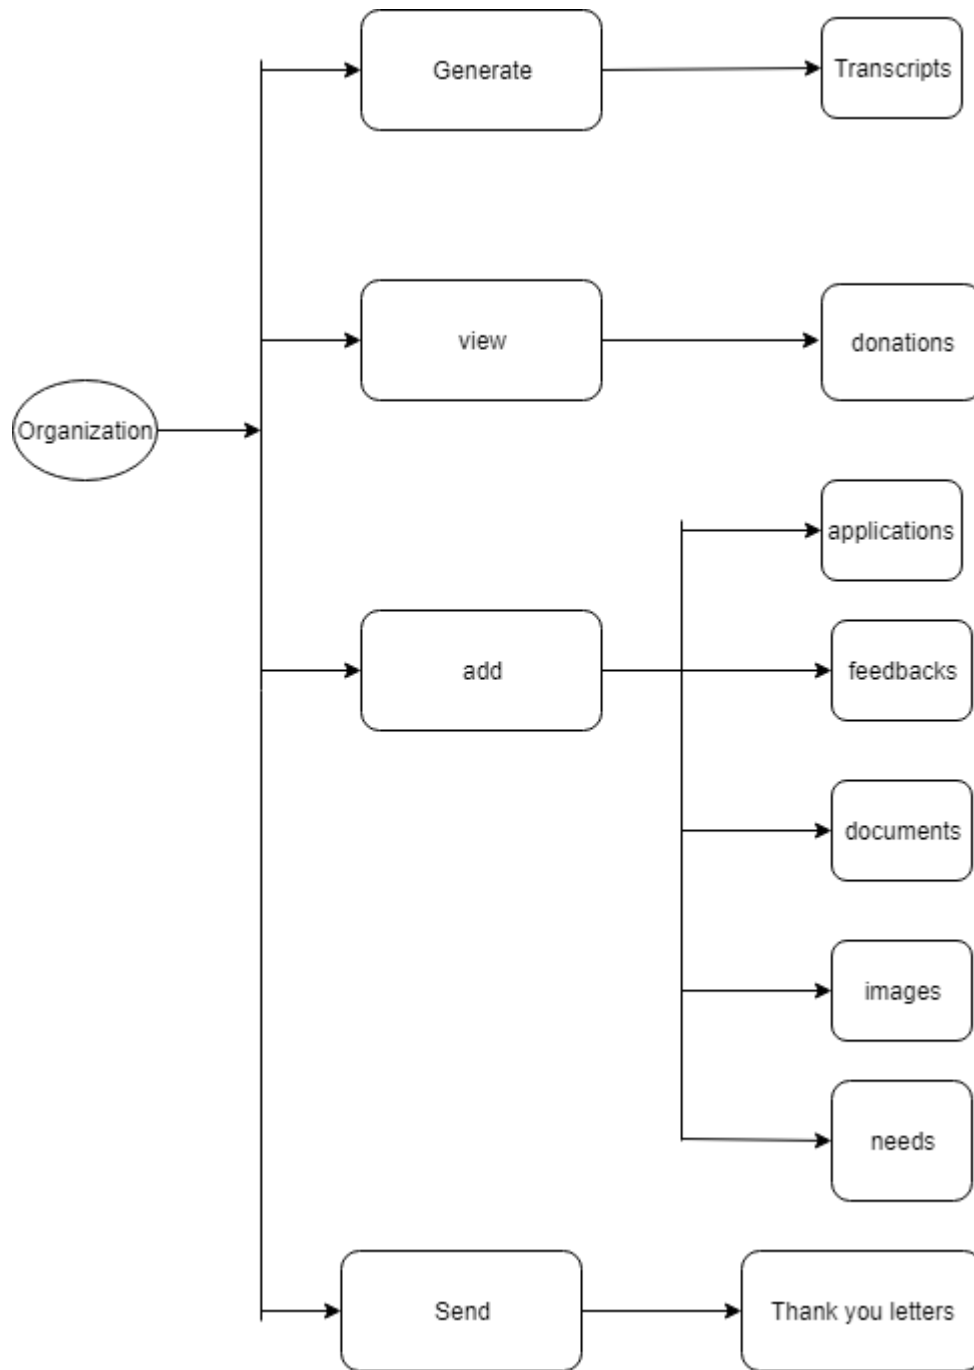 Generate
Transcripts
view
donations
Organization
applications
add
feedbacks
documents
images
needs
Send
Thank you letters